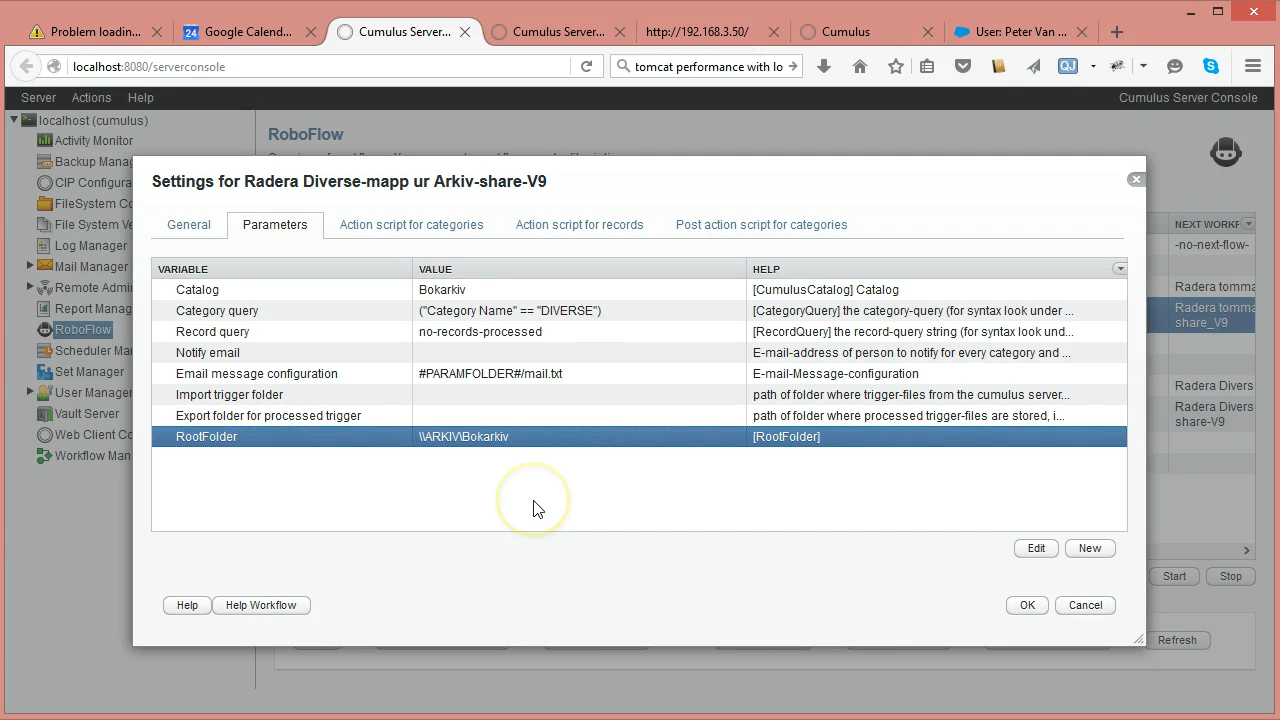 Problem loadin...
Google Calend...
Cumulus Server...
Cumulus Server...
http://192.168.3.50/
Cumulus
User: Peter Van ...
localhost:8080/serverconsole
tomcat performance with lo
Server Actions Help
Cumulus Server Console
localhost (cumulus)
Activity Monitor
Backup Manag
CIP Configura
FileSystem Co
FileSystem Ve
Log Manager
Mail Manager
Remote Admi
Report Manag
RoboFlow
Scheduler Ma
Set Manager
User Manager
Vault Server
Web Client Co
Workflow Man
RoboFlow
NEXT WORKF
-no-next-flow-
Radera tomma
Radera tomma
share_V9
Radera Divers
Radera Divers
share-V9
Start Stop
Refresh
Settings for Radera Diverse-mapp ur Arkiv-share-V9
General Parameters Action script for categories Action script for records Post action script for categories
VARIABLE VALUE HELP
Catalog Bokarkiv [CumulusCatalog] Catalog
Category query ("Category Name" == "DIVERSE") [CategoryQuery] the category-query (for syntax look under ...
Record query no-records-processed [RecordQuery] the record-query string (for syntax look und...
Notify email E-mail-address of person to notify for every category and ...
Email message configuration #PARAMFOLDER#/mail.txt E-mail-Message-configuration
Import trigger folder path of folder where trigger-files from the cumulus server...
Export folder for processed trigger path of folder where processed trigger-files are stored, i...
RootFolder \\ARKIV\Bokarkiv [RootFolder]
Edit New
Help Help Workflow
OK Cancel